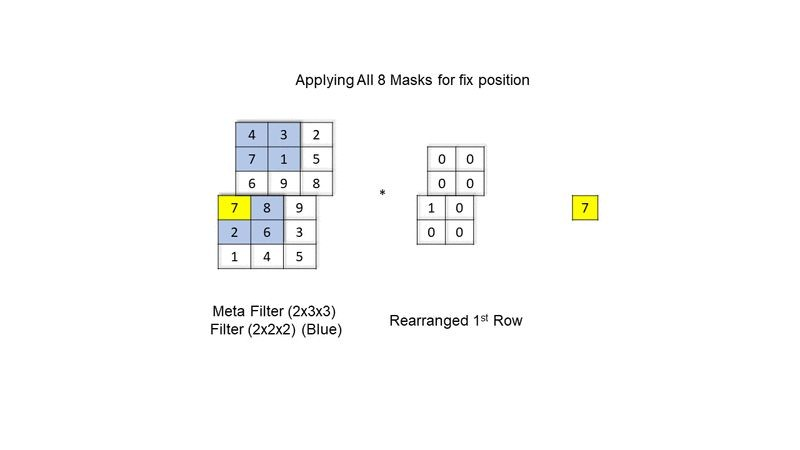 Applying All 8 Masks for fix position
4 3 2
7 1 5
6 9 8
7 8 9
2 6 3
1 4 5
*
0 0
0 0
1 0
0 0
7
Meta Filter (2x3x3)
Filter (2x2x2) (Blue)
Rearranged 1st Row